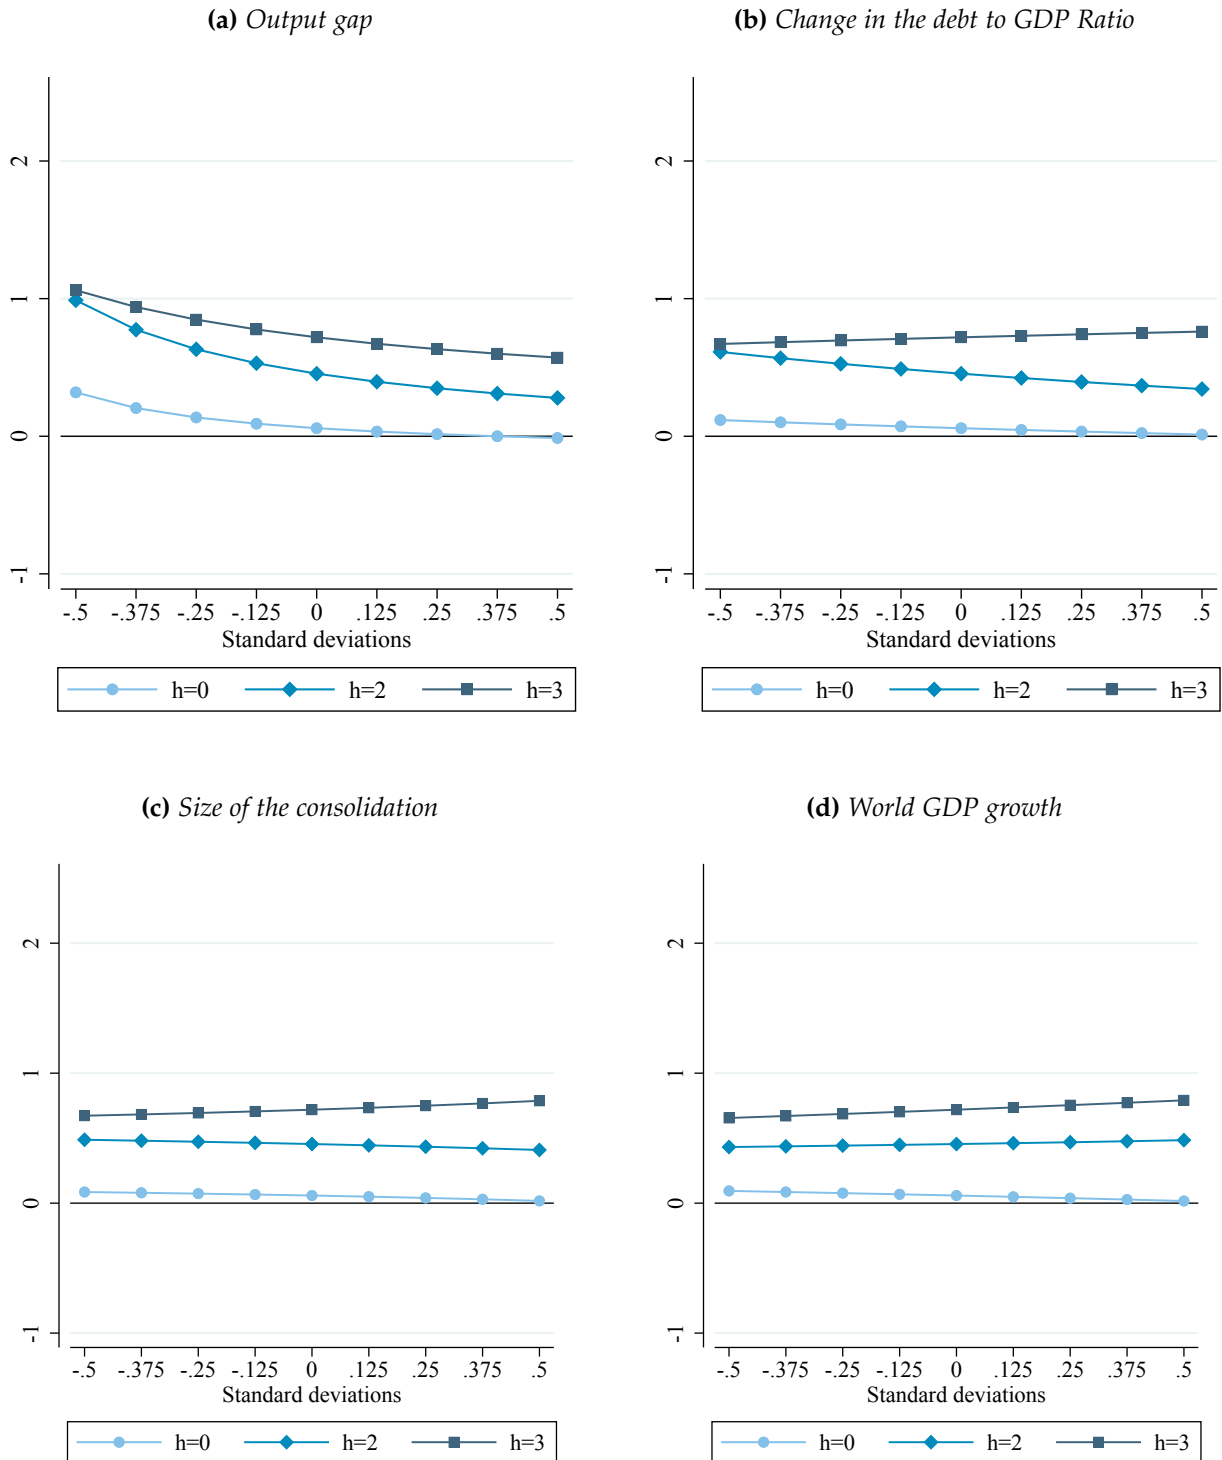 (a) Output gap
2
1
0
-1
-.5 -.375 -.25 -.125 0 .125 .25 .375 .5
Standard deviations
h=0 h=2 h=3
(b) Change in the debt to GDP Ratio
2
1
0
-1
-.5 -.375 -.25 -.125 0 .125 .25 .375 .5
Standard deviations
h=0 h=2 h=3
(c) Size of the consolidation
2
1
0
-1
-.5 -.375 -.25 -.125 0 .125 .25 .375 .5
Standard deviations
h=0 h=2 h=3
(d) World GDP growth
2
1
0
-1
-.5 -.375 -.25 -.125 0 .125 .25 .375 .5
Standard deviations
h=0 h=2 h=3